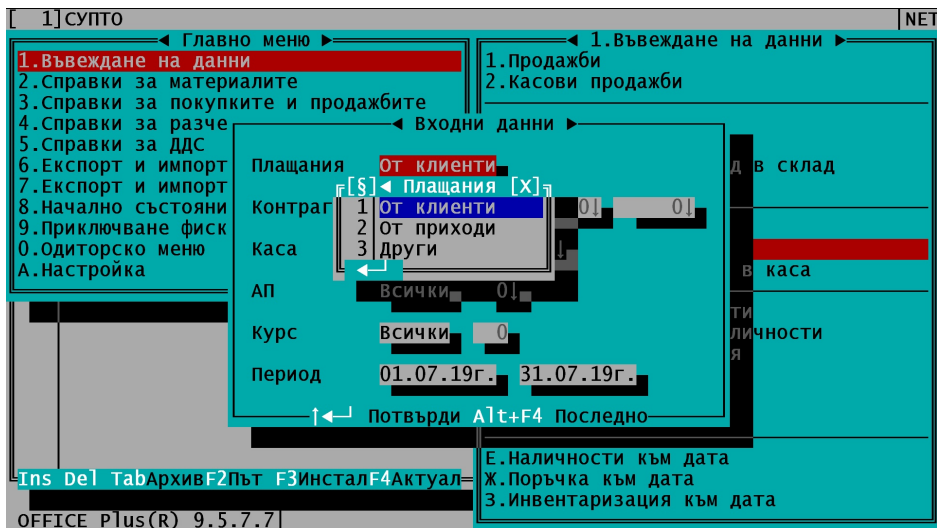 [ 1]СУПТО NET
◄ Главно меню ►
1.Въвеждане на данни
2.Справки за материалите
3.Справки за покупките и продажбите
4.Справки за разче
5.Справки за ДДС
6.Експорт и импорт
7.Експорт и импорт
8.Начално състояни
9.Приключване фиск
0.Одиторско меню
А.Настройка
◄ 1.Въвеждане на данни ►
1.Продажби
2.Касови продажби
д в склад
в каса
ти
личности
я
Е.Наличности към дата
Ж.Поръчка към дата
З.Инвентаризация към дата
◄ Входни данни ►
Плащания От клиенти
[§]◄ Плащания [X]
1 От клиенти
2 От приходи
3 Други
Контраг 0↓ 0↓
Каса ↓
АП Всички 0↓
Курс Всички 0
Период 01.07.19г. 31.07.19г.
↑◄┘ Потвърди Alt+F4 Последно
Ins Del TabАрхивF2Път F3ИнсталF4Актуал
OFFICE Plus(R) 9.5.7.7